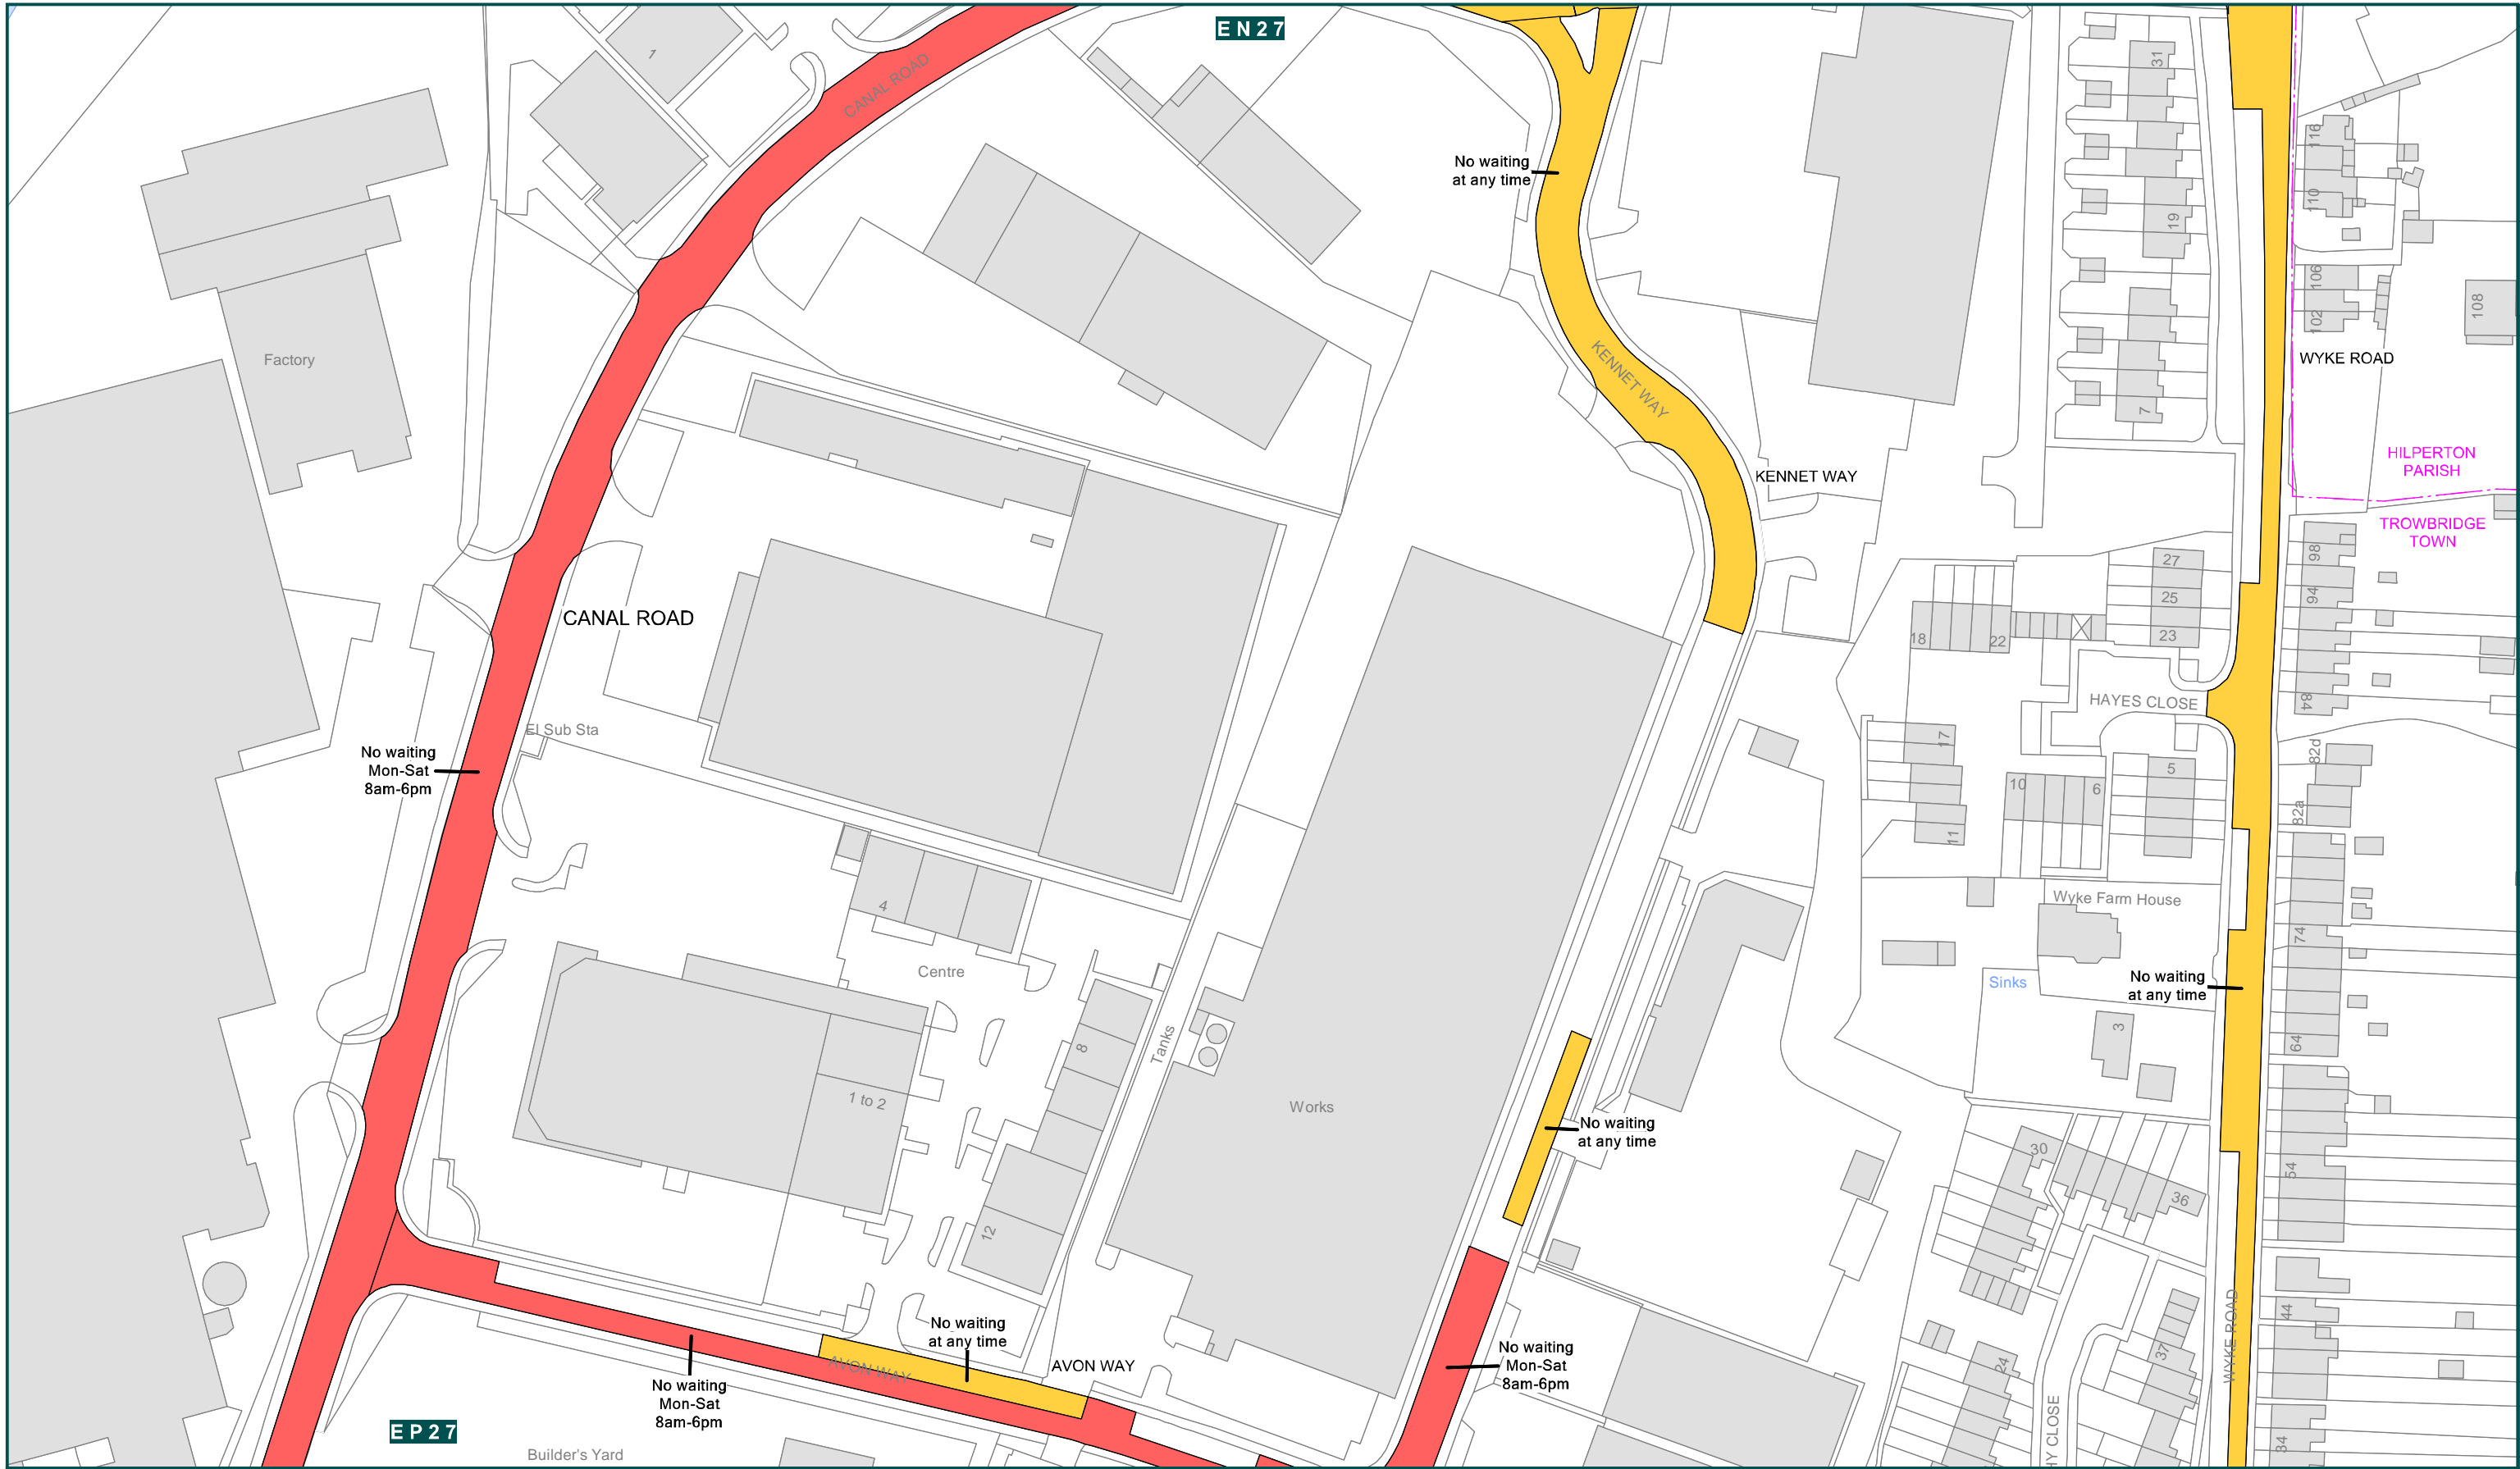 EN27
1
CANAL ROAD
31
116
No waiting
at any time
110
19
106
108
102
WYKE ROAD
Factory
KENNET WAY
7
HILPERTON
PARISH
KENNET WAY
TROWBRIDGE
TOWN
98
27
25
94
23
CANAL ROAD
18
22
HAYES CLOSE
84
El Sub Sta
17
82d
No waiting
Mon-Sat
8am-6pm
5
10
6
82a
11
4
Wyke Farm House
74
Centre
No waiting
at any time
Sinks
3
8
Tanks
64
1 to 2
Works
No waiting
at any time
30
54
36
12
44
WYKE ROAD
No waiting
at any time
AVON WAY
AVON WAY
No waiting
Mon-Sat
8am-6pm
37
24
No waiting
Mon-Sat
8am-6pm
EP27
HY CLOSE
34
Builder's Yard